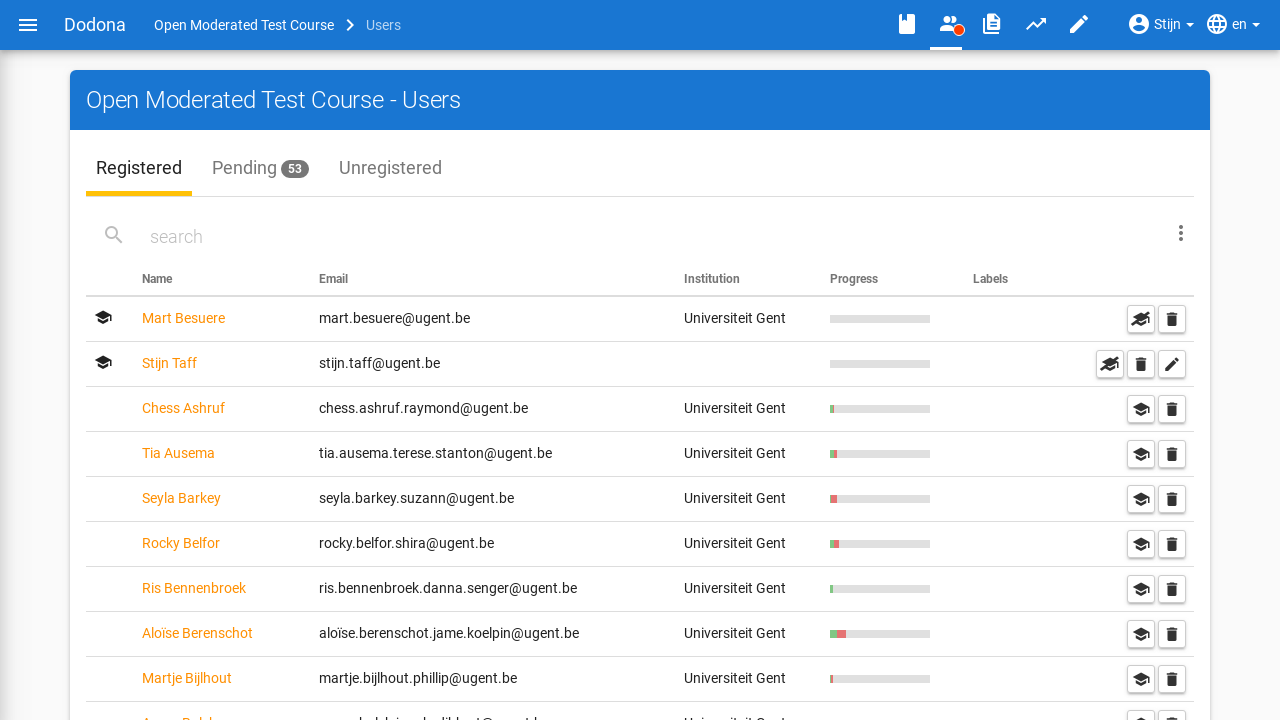 Dodona Open Moderated Test Course Users Stijn en
Open Moderated Test Course - Users
Registered Pending 53 Unregistered
search
Name Email Institution Progress Labels
Mart Besuere mart.besuere@ugent.be Universiteit Gent
Stijn Taff stijn.taff@ugent.be
Chess Ashruf chess.ashruf.raymond@ugent.be Universiteit Gent
Tia Ausema tia.ausema.terese.stanton@ugent.be Universiteit Gent
Seyla Barkey seyla.barkey.suzann@ugent.be Universiteit Gent
Rocky Belfor rocky.belfor.shira@ugent.be Universiteit Gent
Ris Bennenbroek ris.bennenbroek.danna.senger@ugent.be Universiteit Gent
Aloïse Berenschot aloïse.berenschot.jame.koelpin@ugent.be Universiteit Gent
Martje Bijlhout martje.bijlhout.phillip@ugent.be Universiteit Gent